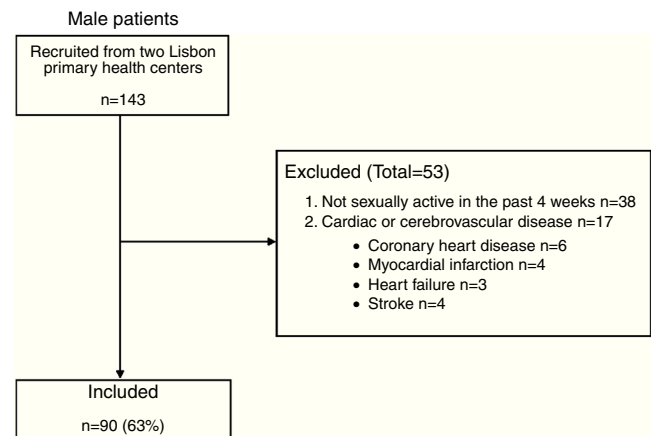 Male patients
Recruited from two Lisbon
primary health centers
n=143
Excluded (Total=53)
1. Not sexually active in the past 4 weeks n=38
2. Cardiac or cerebrovascular disease n=17
• Coronary heart disease n=6
• Myocardial infarction n=4
• Heart failure n=3
• Stroke n=4
Included
n=90 (63%)